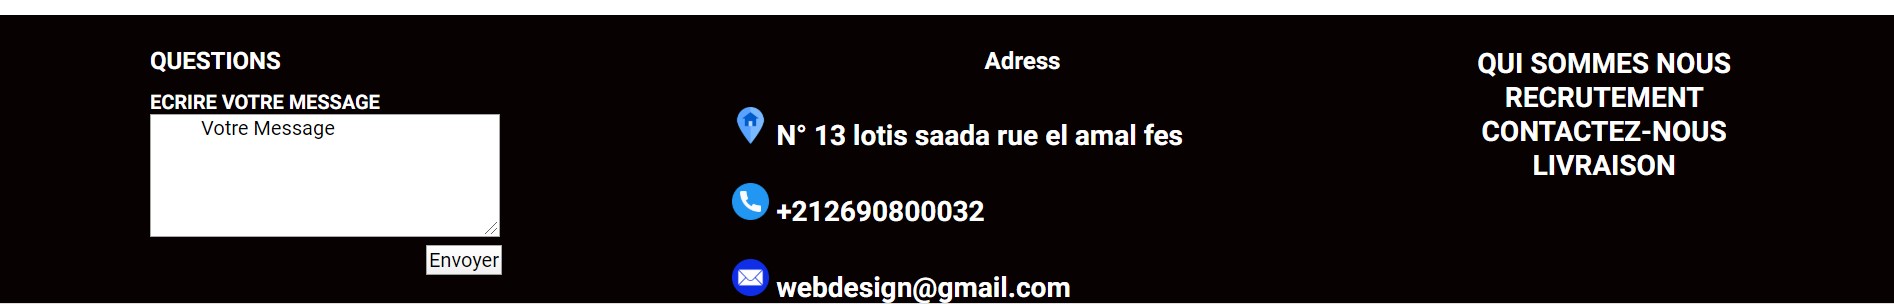 QUESTIONS
ECRIRE VOTRE MESSAGE
Votre Message
Envoyer
Adress
N° 13 lotis saada rue el amal fes
+212690800032
webdesign@gmail.com
QUI SOMMES NOUS
RECRUTEMENT
CONTACTEZ-NOUS
LIVRAISON